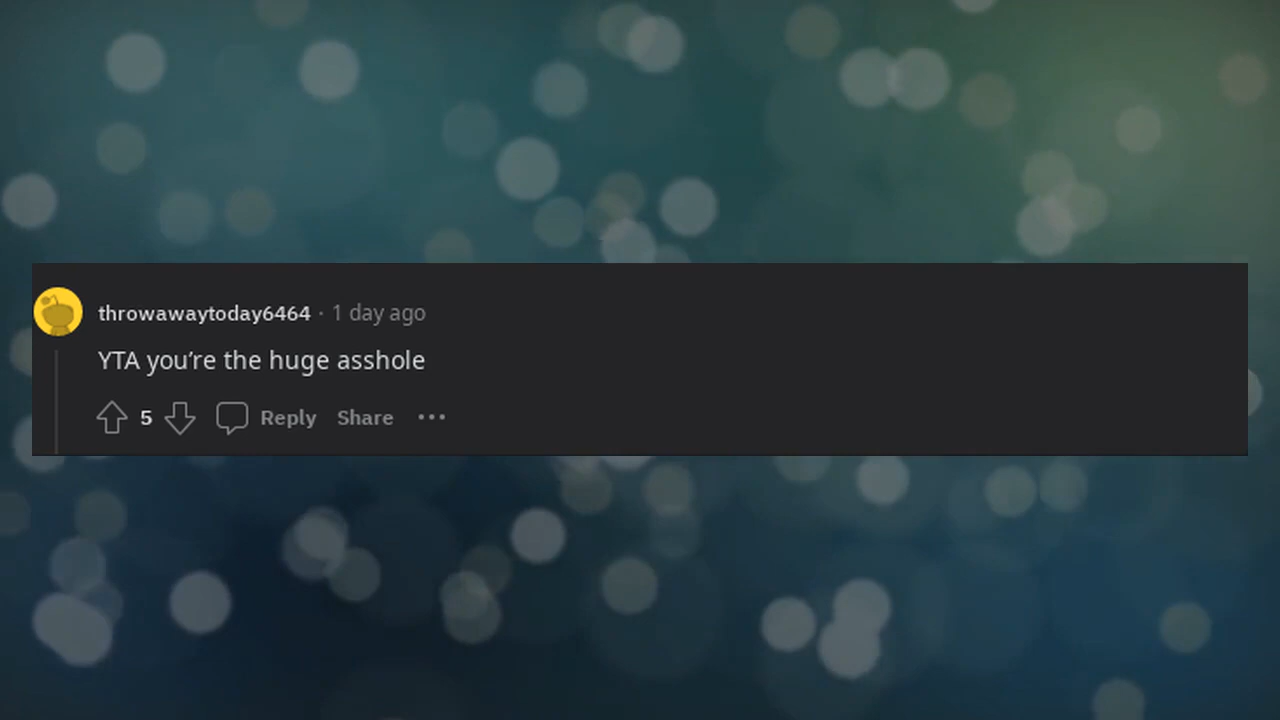 throwawaytoday6464 · 1 day ago
YTA you’re the huge asshole
5 Reply Share •••